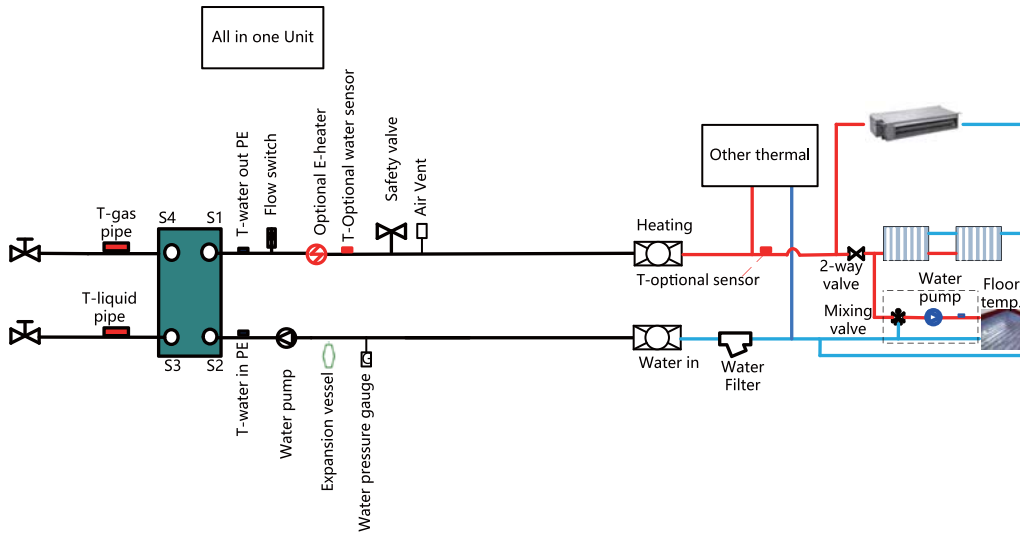 All in one Unit
T-water out PE
Flow switch
Optional E-heater
T-Optional water sensor
Safety valve
Air Vent
Other thermal
T-gas
pipe
S4
S1
Heating
T-optional sensor
2-way
valve
T-liquid
pipe
Water
pump
Floor
temp.
Mixing
valve
S3
S2
T-water in PE
Water pump
Expansion vessel
Water pressure gauge
G
Water in
Water
Filter